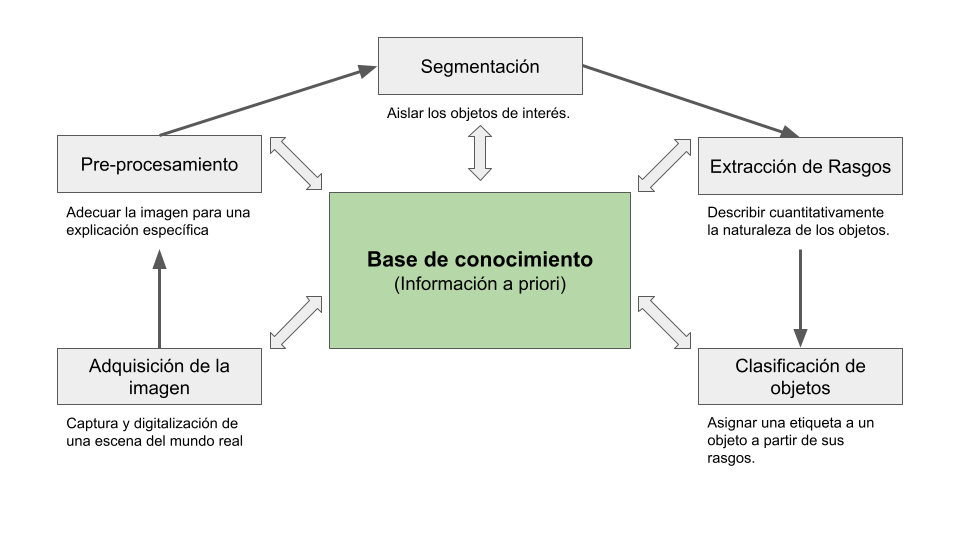 Segmentación
Aislar los objetos de interés.
Pre-procesamiento
Adecuar la imagen para una
explicación específica
Extracción de Rasgos
Describir cuantitativamente
la naturaleza de los objetos.
Base de conocimiento
(Información a priori)
Adquisición de la
imagen
Captura y digitalización de
una escena del mundo real
Clasificación de
objetos
Asignar una etiqueta a un
objeto a partir de sus
rasgos.